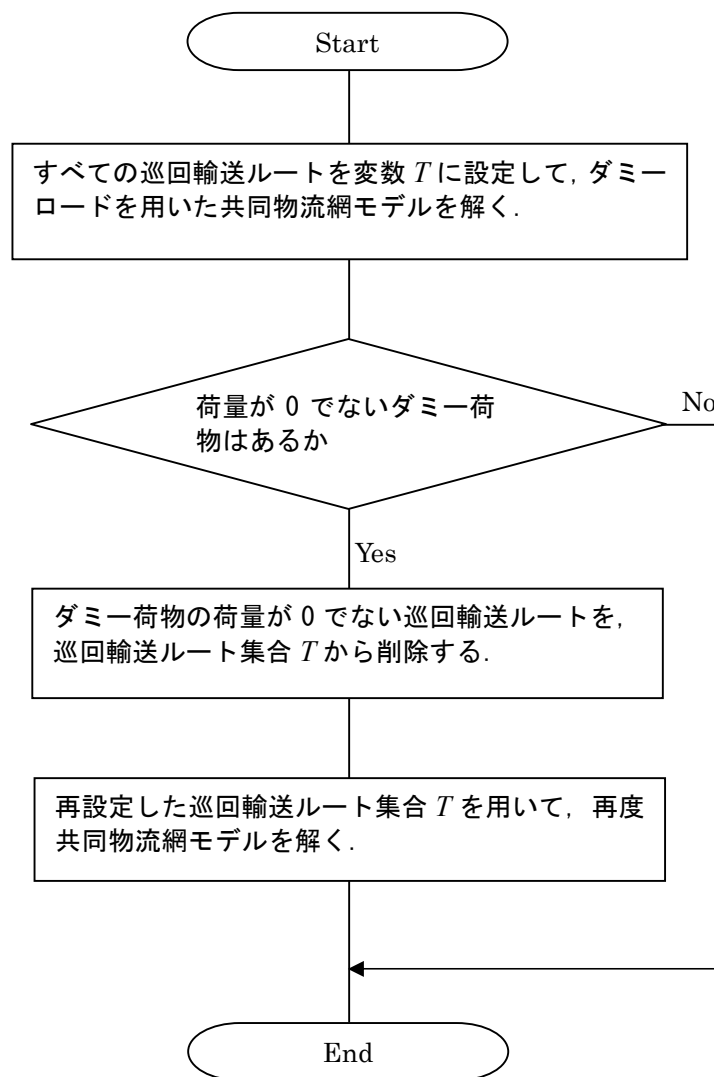 Start
すべての巡回輸送ルートを変数 T に設定して, ダミー
ロードを用いた共同物流網モデルを解く.
荷量が 0 でないダミー荷
物はあるか
No
Yes
ダミー荷物の荷量が 0 でない巡回輸送ルートを,
巡回輸送ルート集合 T から削除する.
再設定した巡回輸送ルート集合 T を用いて, 再度
共同物流網モデルを解く.
End